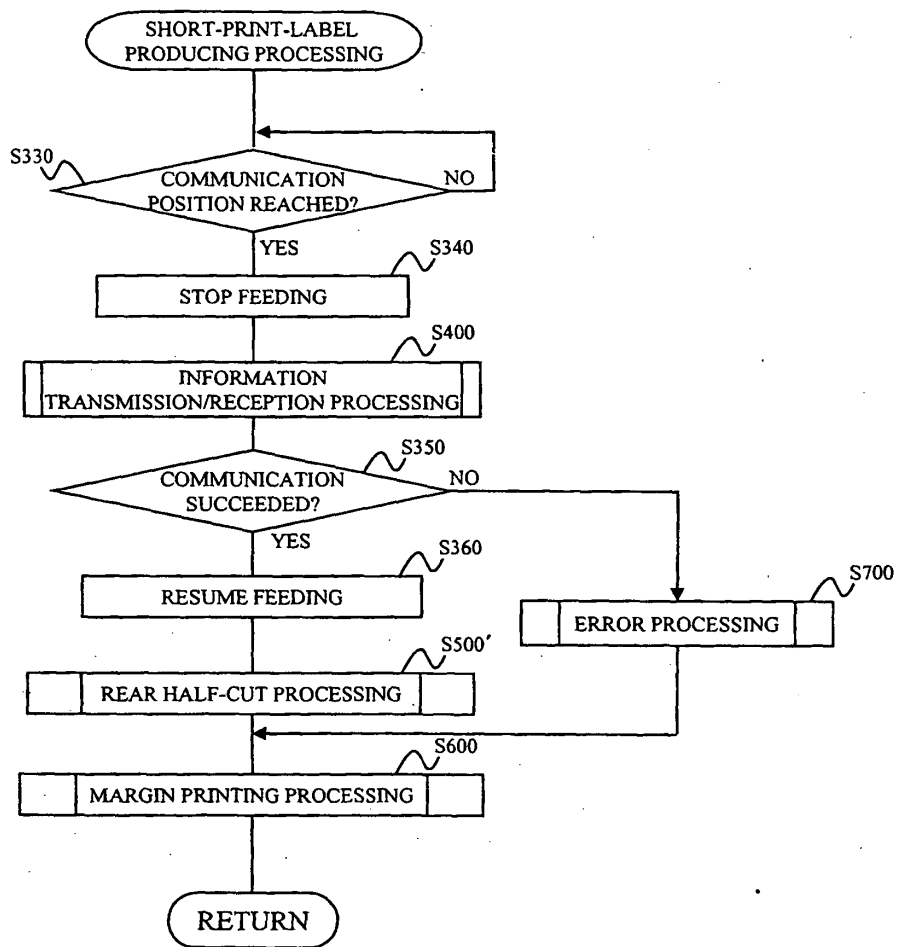 SHORT-PRINT-LABEL
PRODUCING PROCESSING
S330
COMMUNICATION
POSITION REACHED?
NO
YES
S340
STOP FEEDING
S400
INFORMATION
TRANSMISSION/RECEPTION PROCESSING
S350
COMMUNICATION
SUCCEEDED?
NO
YES
S360
RESUME FEEDING
S700
ERROR PROCESSING
S500′
REAR HALF-CUT PROCESSING
S600
MARGIN PRINTING PROCESSING
RETURN